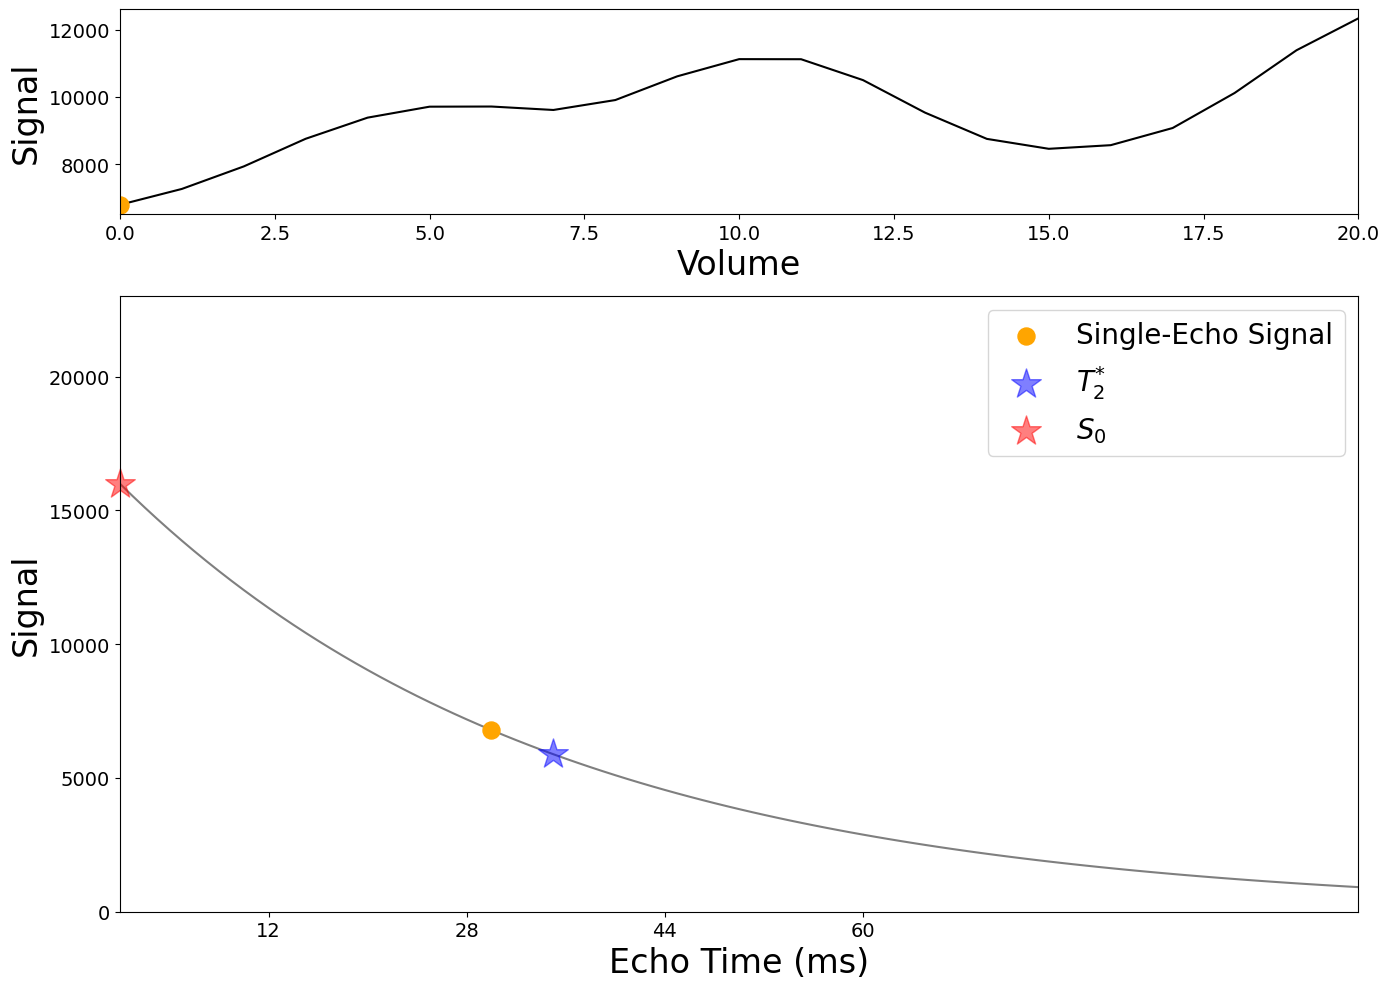 12000
10000
8000
Signal
0.0 2.5 5.0 7.5 10.0 12.5 15.0 17.5 20.0
Volume
20000
15000
10000
5000
0
Signal
Single-Echo Signal
T₂*
S₀
12 28 44 60
Echo Time (ms)